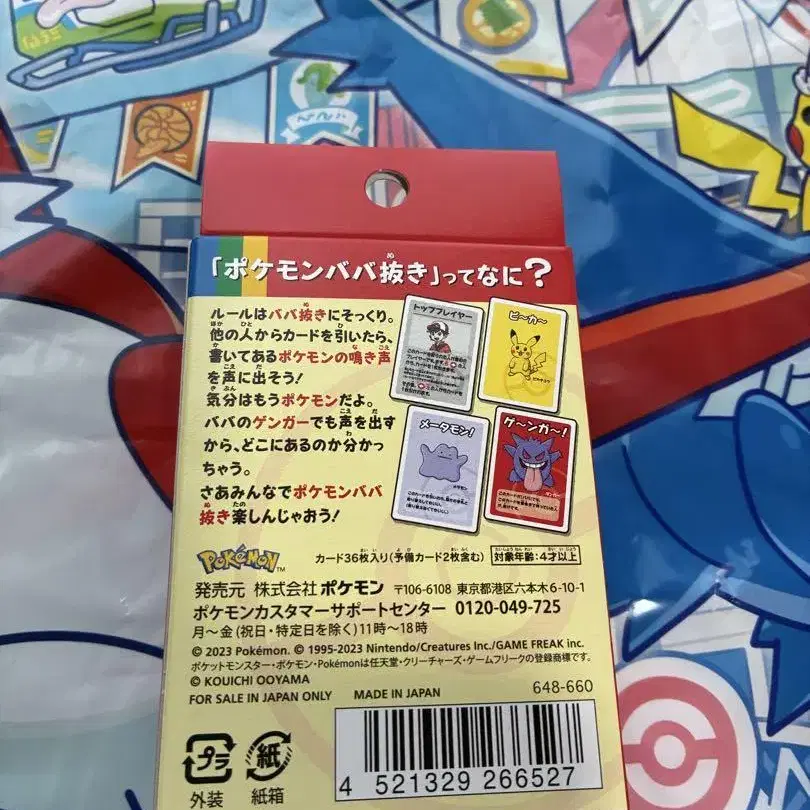 「ポケモンババ抜き」ってなに?
ルールはババ抜きにそっくり。
他の人からカードを引いたら、
書いてあるポケモンの鳴き声
を声に出そう!
気分はもうポケモンだよ。
ババのゲンガーでも声を出す
から、どこにあるのか分かっ
ちゃう。
さあみんなでポケモンババ
抜き楽しんじゃおう!
トッププレイヤー
ピ〜カ〜
メ〜タモン!
ゲ〜ンガ〜!
POKéMON
カード36枚入り(予備カード2枚含む)
対象年齢:4才以上
発売元 株式会社ポケモン 〒106-6108 東京都港区六本木6-10-1
ポケモンカスタマーサポートセンター 0120-049-725
月〜金(祝日・特定日を除く)11時〜18時
© 2023 Pokémon. © 1995-2023 Nintendo/Creatures Inc./GAME FREAK inc.
ポケットモンスター・ポケモン・Pokémonは任天堂・クリーチャーズ・ゲームフリークの登録商標です。
© KOUICHI OOYAMA
FOR SALE IN JAPAN ONLY MADE IN JAPAN 648-660
プラ
外装
紙
紙箱
4 521329 266527